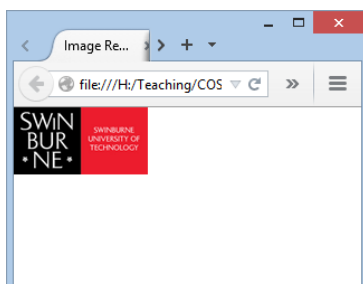 Image Re...
file:///H:/Teaching/COS
SWIN
BUR
* NE *
SWINBURNE
UNIVERSITY OF
TECHNOLOGY